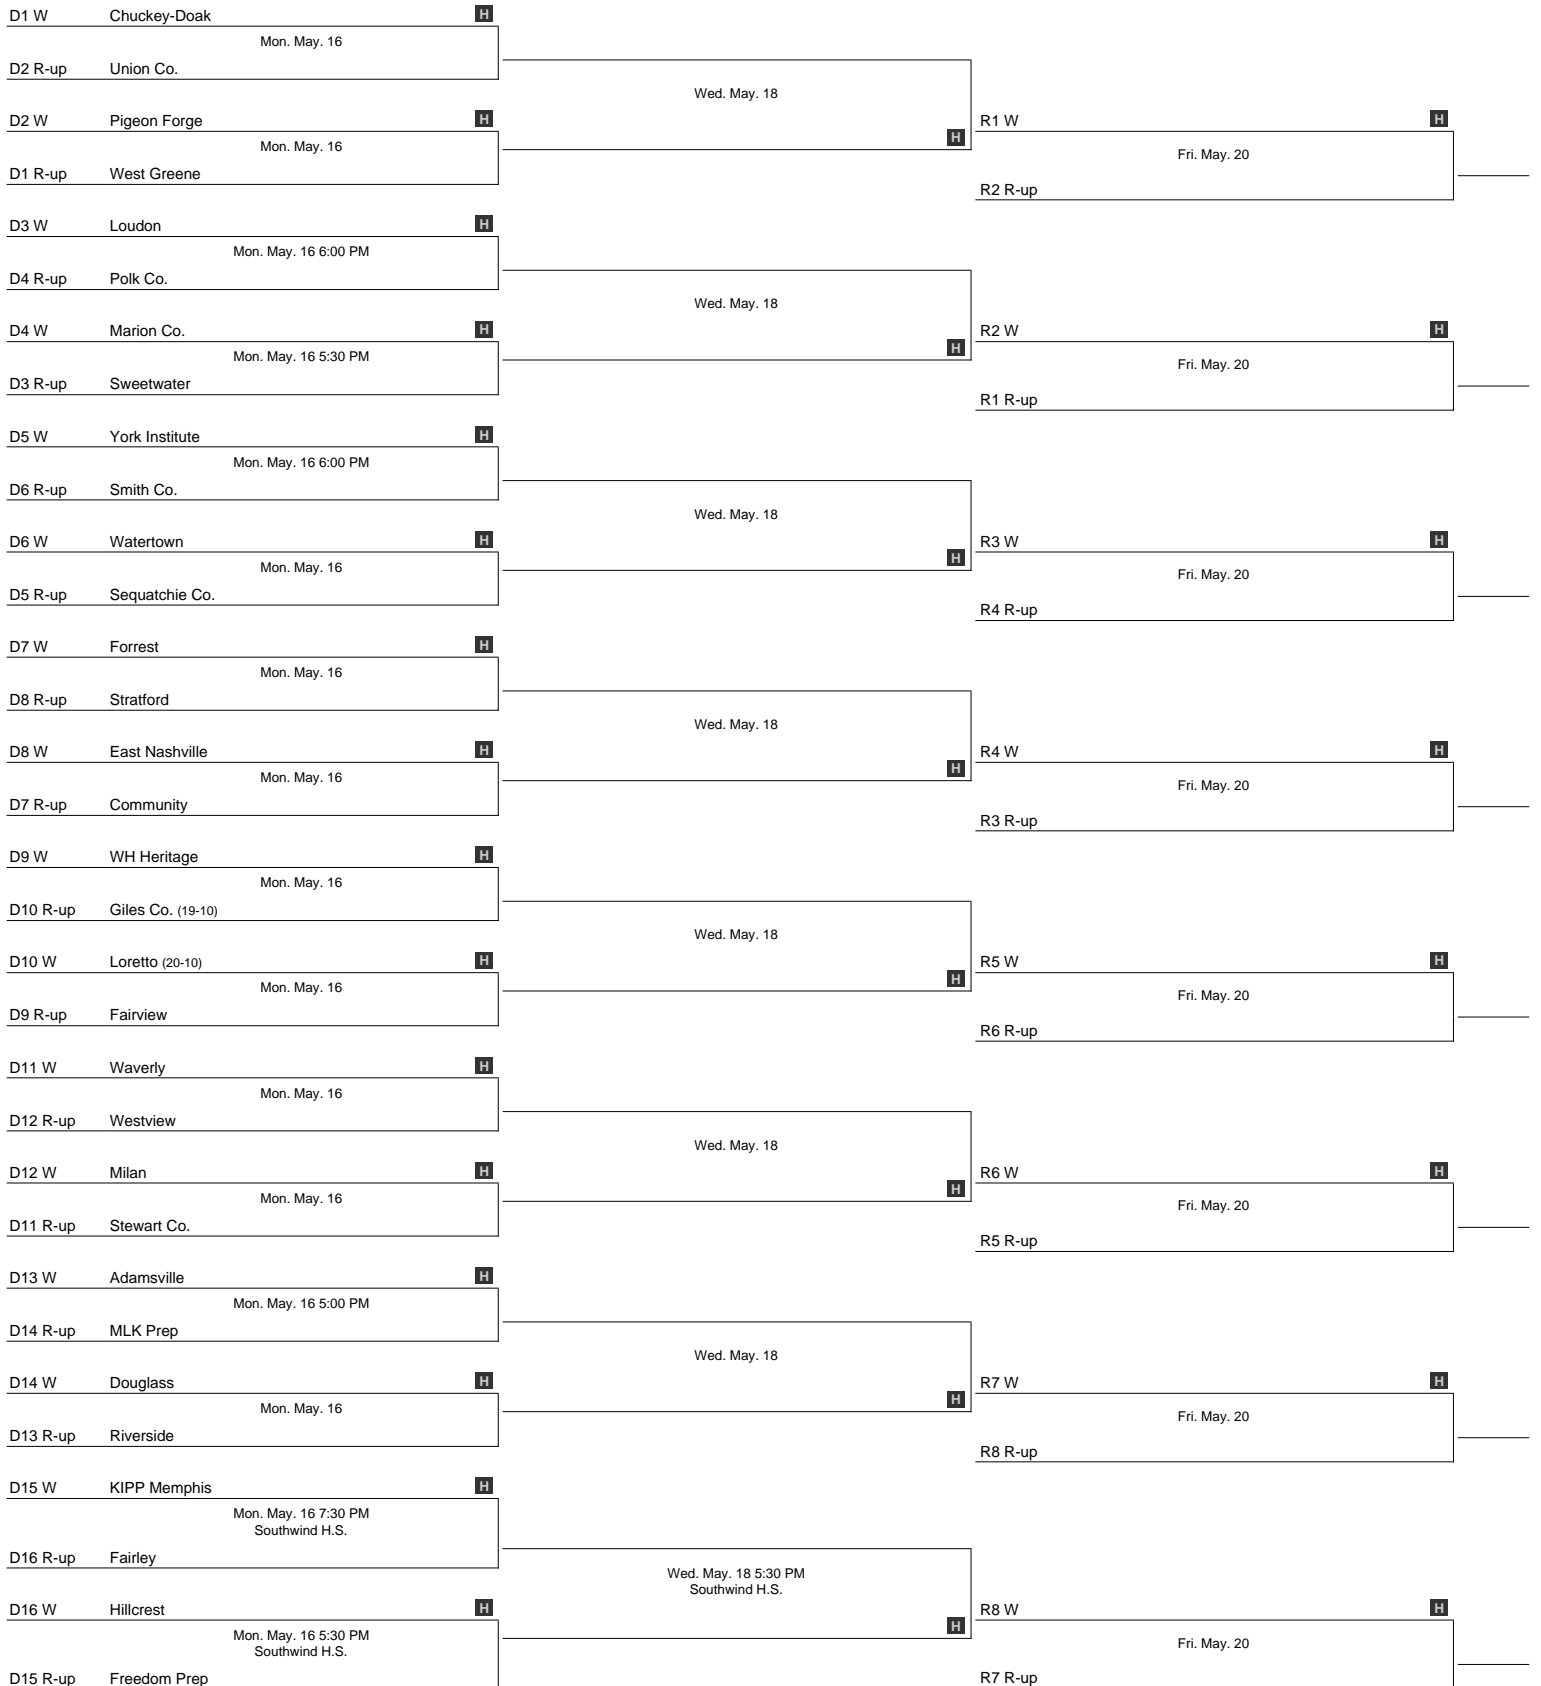 D1 W Chuckey-Doak H
Mon. May. 16
D2 R-up Union Co.
Wed. May. 18
D2 W Pigeon Forge H
H
R1 W H
Mon. May. 16
Fri. May. 20
D1 R-up West Greene
R2 R-up
D3 W Loudon H
Mon. May. 16 6:00 PM
D4 R-up Polk Co.
Wed. May. 18
D4 W Marion Co. H
H
R2 W H
Mon. May. 16 5:30 PM
Fri. May. 20
D3 R-up Sweetwater
R1 R-up
D5 W York Institute H
Mon. May. 16 6:00 PM
D6 R-up Smith Co.
Wed. May. 18
D6 W Watertown H
H
R3 W H
Mon. May. 16
Fri. May. 20
D5 R-up Sequatchie Co.
R4 R-up
D7 W Forrest H
Mon. May. 16
D8 R-up Stratford
Wed. May. 18
D8 W East Nashville H
H
R4 W H
Mon. May. 16
Fri. May. 20
D7 R-up Community
R3 R-up
D9 W WH Heritage H
Mon. May. 16
D10 R-up Giles Co. (19-10)
Wed. May. 18
D10 W Loretto (20-10) H
H
R5 W H
Mon. May. 16
Fri. May. 20
D9 R-up Fairview
R6 R-up
D11 W Waverly H
Mon. May. 16
D12 R-up Westview
Wed. May. 18
D12 W Milan H
H
R6 W H
Mon. May. 16
Fri. May. 20
D11 R-up Stewart Co.
R5 R-up
D13 W Adamsville H
Mon. May. 16 5:00 PM
D14 R-up MLK Prep
Wed. May. 18
D14 W Douglass H
H
R7 W H
Mon. May. 16
Fri. May. 20
D13 R-up Riverside
R8 R-up
D15 W KIPP Memphis H
Mon. May. 16 7:30 PM
Southwind H.S.
D16 R-up Fairley
Wed. May. 18 5:30 PM
Southwind H.S.
D16 W Hillcrest H
H
R8 W H
Mon. May. 16 5:30 PM
Southwind H.S.
Fri. May. 20
D15 R-up Freedom Prep
R7 R-up